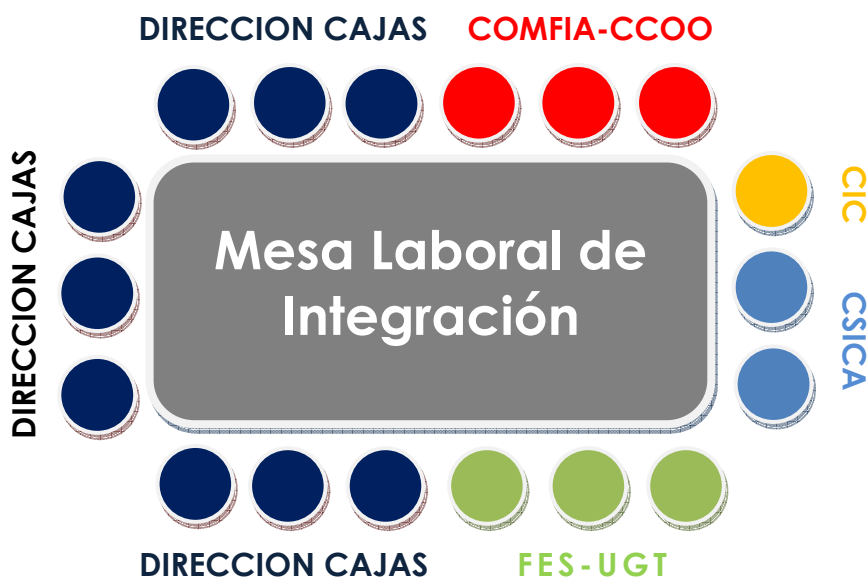 DIRECCION CAJAS
COMFIA-CCOO
DIRECCION CAJAS
Mesa Laboral de
Integración
CIC
CSICA
DIRECCION CAJAS
FES-UGT